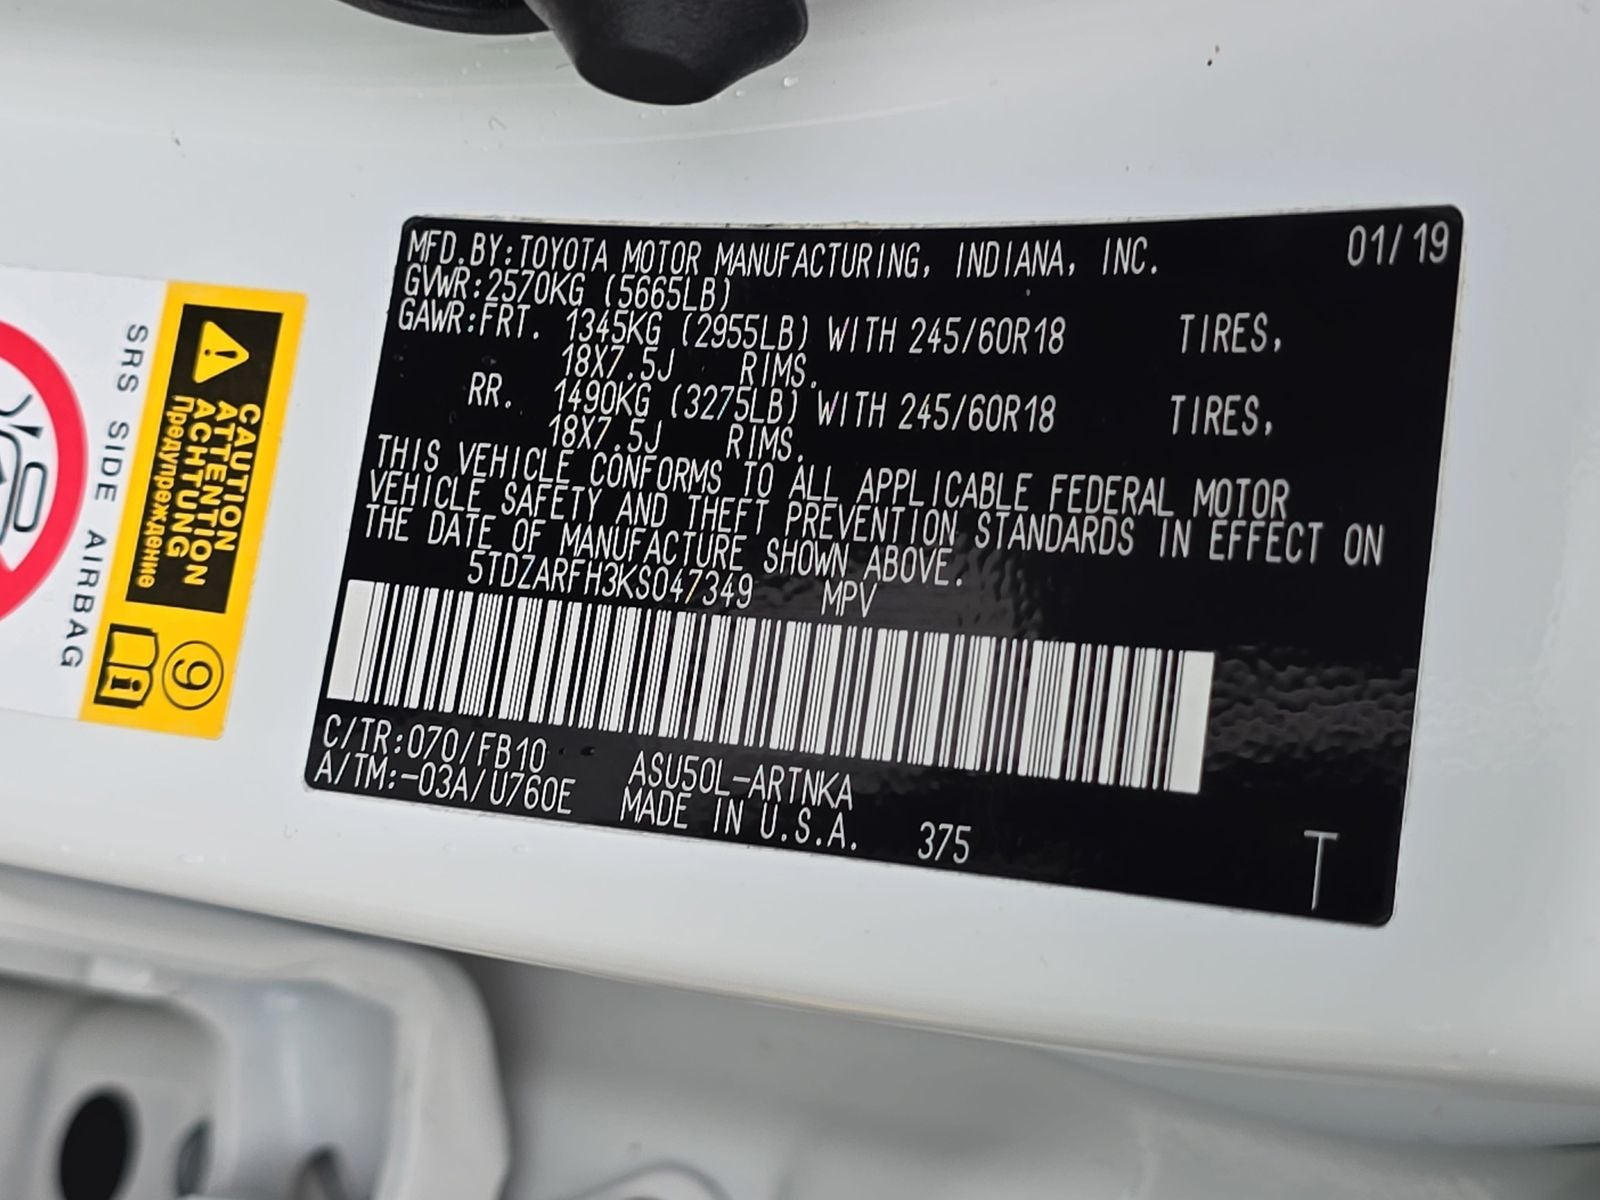 MFD.BY:TOYOTA MOTOR MANUFACTURING, INDIANA, INC. 01/19
GVWR:2570KG (5665LB)
GAWR:FRT. 1345KG (2955LB) WITH 245/60R18 TIRES,
18X7.5J RIMS.
RR. 1490KG (3275LB) WITH 245/60R18 TIRES,
18X7.5J RIMS.
THIS VEHICLE CONFORMS TO ALL APPLICABLE FEDERAL MOTOR
VEHICLE SAFETY AND THEFT PREVENTION STANDARDS IN EFFECT ON
THE DATE OF MANUFACTURE SHOWN ABOVE.
5TDZARFH3KS047349 MPV
C/TR:070/FB10 ASU50L-ARTNKA
A/TM:-03A/U760E MADE IN U.S.A. 375 T
CAUTION
ATTENTION
ACHTUNG
Предупреждение
9
i
SRS SIDE AIRBAG